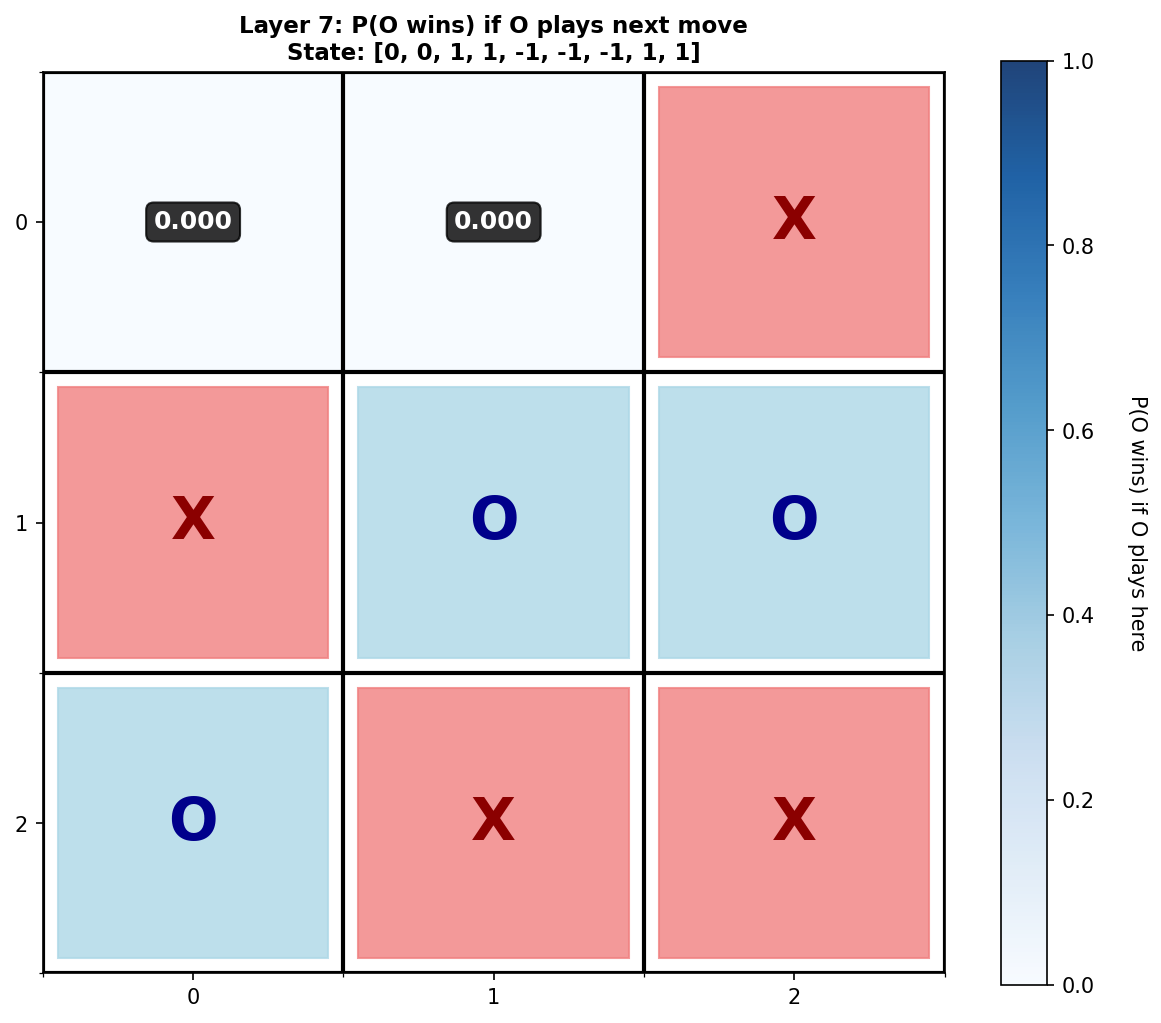 Layer 7: P(O wins) if O plays next move
State: [0, 0, 1, 1, -1, -1, -1, 1, 1]
0
0.000
0.000
X
1
X
O
O
2
O
X
X
0
1
2
1.0
0.8
0.6
0.4
0.2
0.0
P(O wins) if O plays here